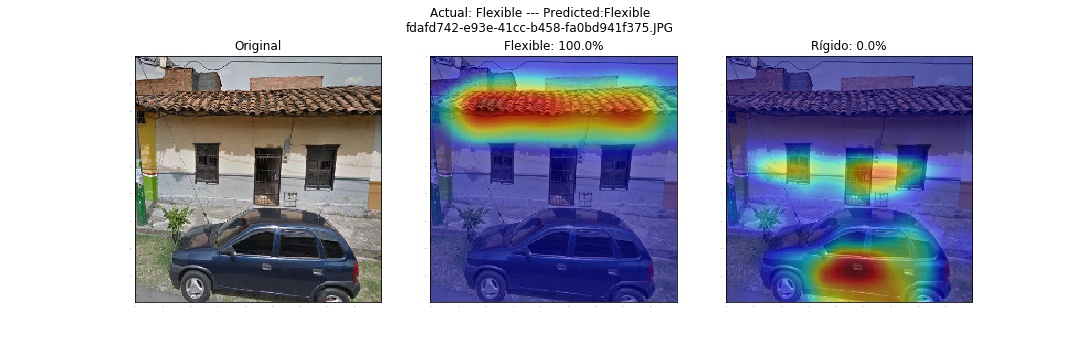 Actual: Flexible --- Predicted:Flexible
fdafd742-e93e-41cc-b458-fa0bd941f375.JPG
Original
Flexible: 100.0%
Rígido: 0.0%